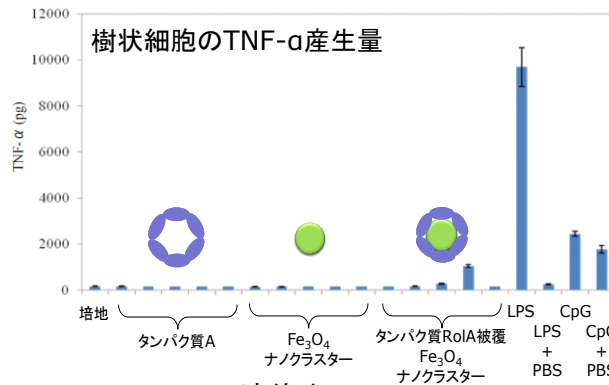 樹状細胞のTNF-α産生量
TNF-α (pg)
12000
10000
8000
6000
4000
2000
0
培地
タンパク質A
Fe₃O₄
ナノクラスター
タンパク質RolA被覆
Fe₃O₄
ナノクラスター
LPS
LPS
+
PBS
CpG
CpG
+
PBS